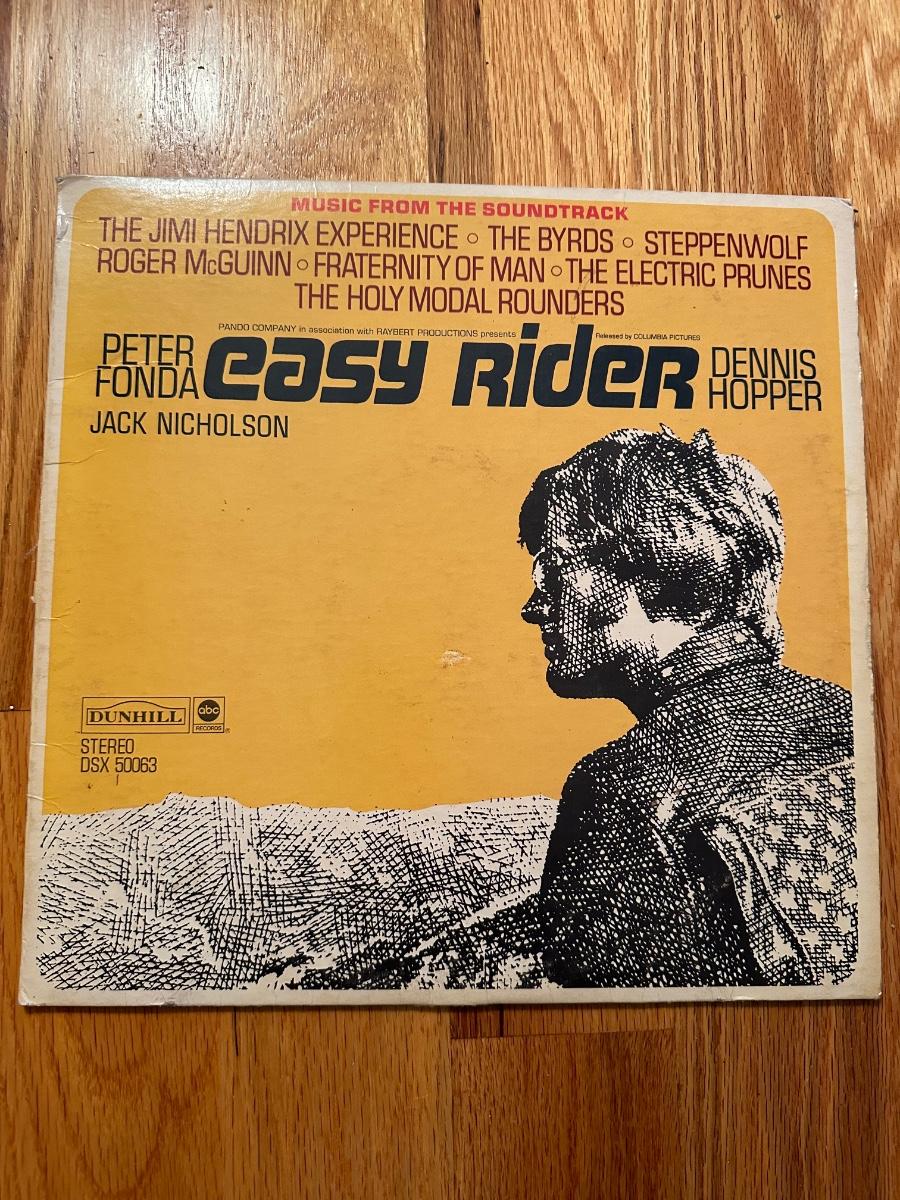 MUSIC FROM THE SOUNDTRACK
THE JIMI HENDRIX EXPERIENCE ○ THE BYRDS ○ STEPPENWOLF
ROGER McGUINN ○ FRATERNITY OF MAN ○ THE ELECTRIC PRUNES
THE HOLY MODAL ROUNDERS
PANDO COMPANY in association with RAYBERT PRODUCTIONS presents
Released by COLUMBIA PICTURES
PETER
FONDA
easy Rider
DENNIS
HOPPER
JACK NICHOLSON
DUNHILL
abc
RECORDS
®
STEREO
DSX 50063